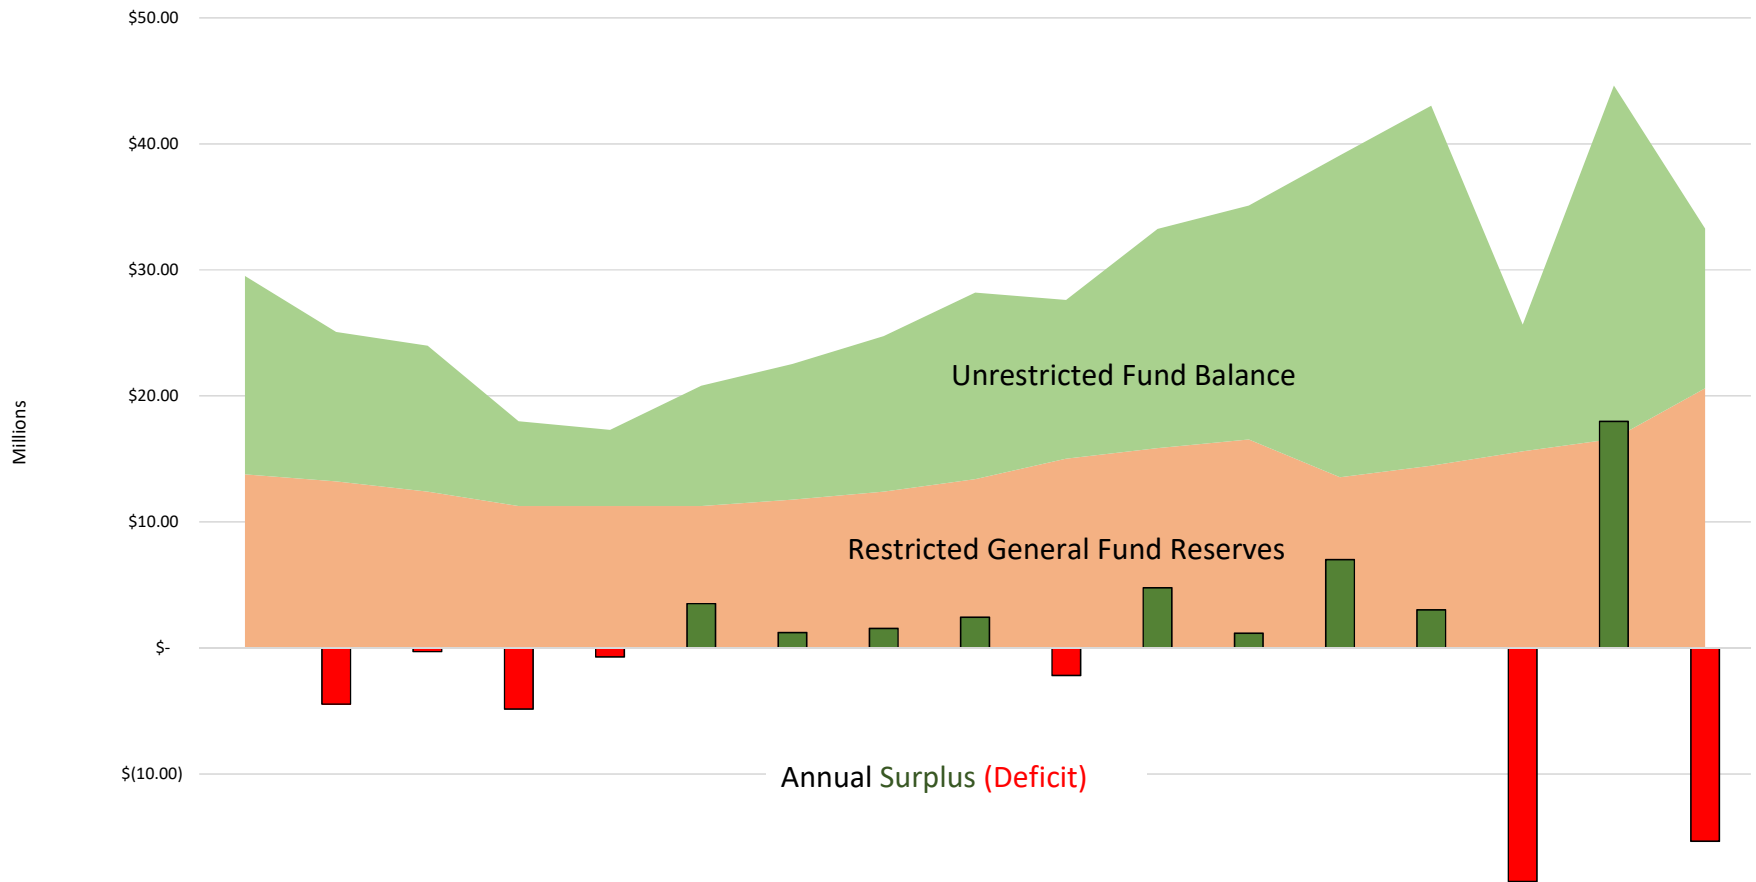 $50.00
$40.00
$30.00
$20.00
$10.00
$-
$(10.00)
Millions
Unrestricted Fund Balance
Restricted General Fund Reserves
Annual Surplus (Deficit)